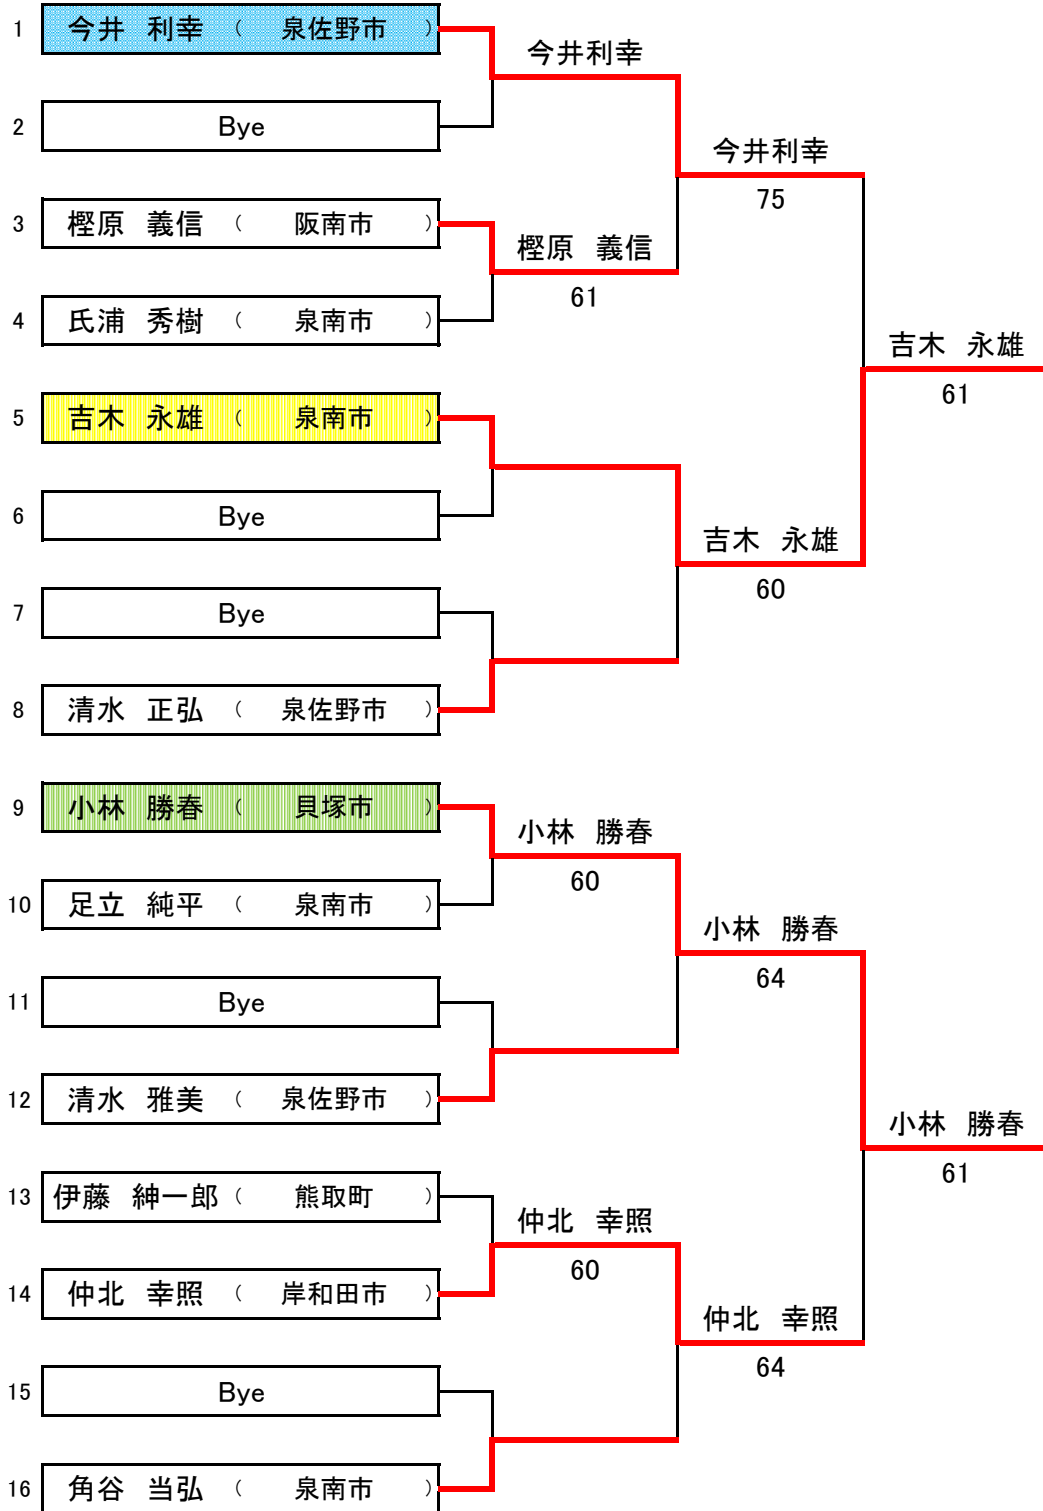 1 今井 利幸 （ 泉佐野市 ）
今井利幸
2 Bye
今井利幸
75
3 樫原 義信 （ 阪南市 ）
樫原 義信
61
4 氏浦 秀樹 （ 泉南市 ）
吉木 永雄
61
5 吉木 永雄 （ 泉南市 ）
6 Bye
吉木 永雄
60
7 Bye
8 清水 正弘 （ 泉佐野市 ）
9 小林 勝春 （ 貝塚市 ）
小林 勝春
60
10 足立 純平 （ 泉南市 ）
小林 勝春
64
11 Bye
12 清水 雅美 （ 泉佐野市 ）
小林 勝春
61
13 伊藤 紳一郎 （ 熊取町 ）
仲北 幸照
60
14 仲北 幸照 （ 岸和田市 ）
仲北 幸照
64
15 Bye
16 角谷 当弘 （ 泉南市 ）